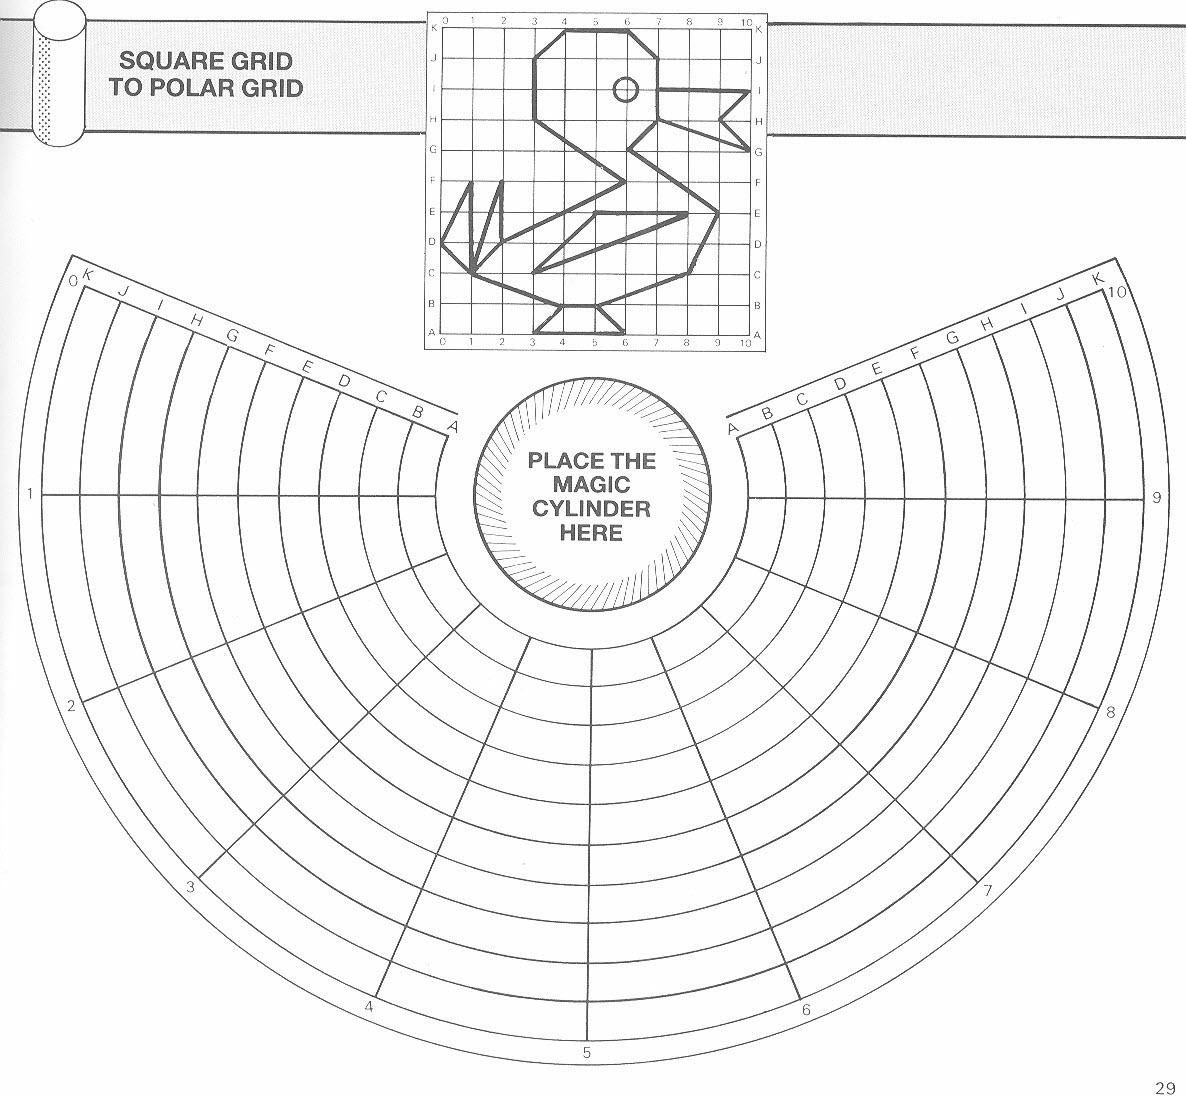 SQUARE GRID
TO POLAR GRID
0 1 2 3 4 5 6 7 8 9 10
K K
J J
I I
H H
G G
F F
E E
D D
C C
B B
A A
0 1 2 3 4 5 6 7 8 9 10
0 K J I H G F E D C B A
A B C D E F G H I J K 10
PLACE THE
MAGIC
CYLINDER
HERE
1 9
2 8
3 7
4 6
5
29